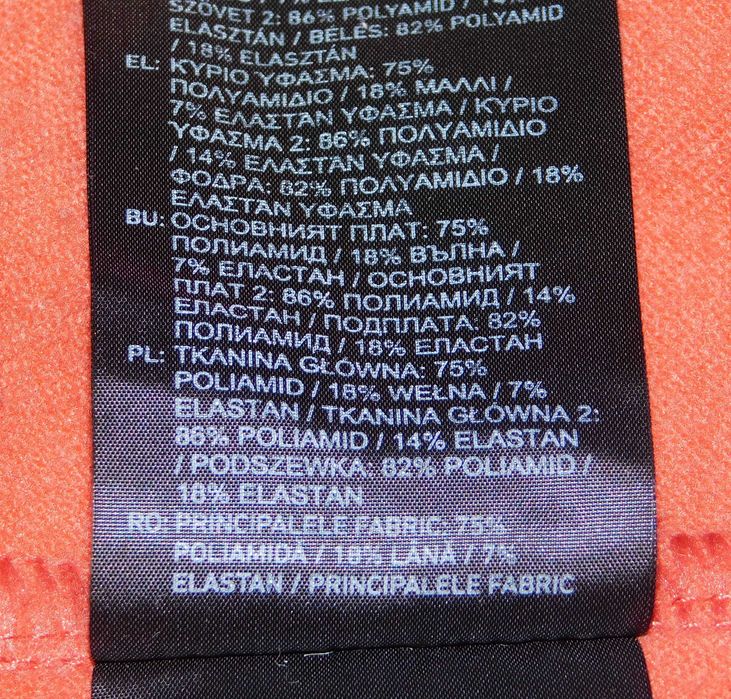 SZÖVET 2: 86% POLYAMID /
ELASZTÁN / BÉLÉS: 82% POLYAMID
/ 18% ELASZTÁN
EL: ΚΥΡΙΟ ΥΦΑΣΜΑ: 75%
ΠΟΛΥΑΜΙΔΙΟ / 18% ΜΑΛΛΙ /
7% ΕΛΑΣΤΑΝ ΥΦΑΣΜΑ / ΚΥΡΙΟ
ΥΦΑΣΜΑ 2: 86% ΠΟΛΥΑΜΙΔΙΟ
/ 14% ΕΛΑΣΤΑΝ ΥΦΑΣΜΑ /
ΦΟΔΡΑ: 82% ΠΟΛΥΑΜΙΔΙΟ / 18%
ΕΛΑΣΤΑΝ ΥΦΑΣΜΑ
BU: ОСНОВНИЯТ ПЛАТ: 75%
ПОЛИАМИД / 18% ВЪЛНА /
7% ЕЛАСТАН / ОСНОВНИЯТ
ПЛАТ 2: 86% ПОЛИАМИД / 14%
ЕЛАСТАН / ПОДПЛАТА: 82%
ПОЛИАМИД / 18% ЕЛАСТАН
PL: TKANINA GŁÓWNA: 75%
POLIAMID / 18% WEŁNA / 7%
ELASTAN / TKANINA GŁÓWNA 2:
86% POLIAMID / 14% ELASTAN
/ PODSZEWKA: 82% POLIAMID /
18% ELASTAN
RO: PRINCIPALELE FABRIC: 75%
POLIAMIDĂ / 18% LÂNĂ / 7%
ELASTAN / PRINCIPALELE FABRIC